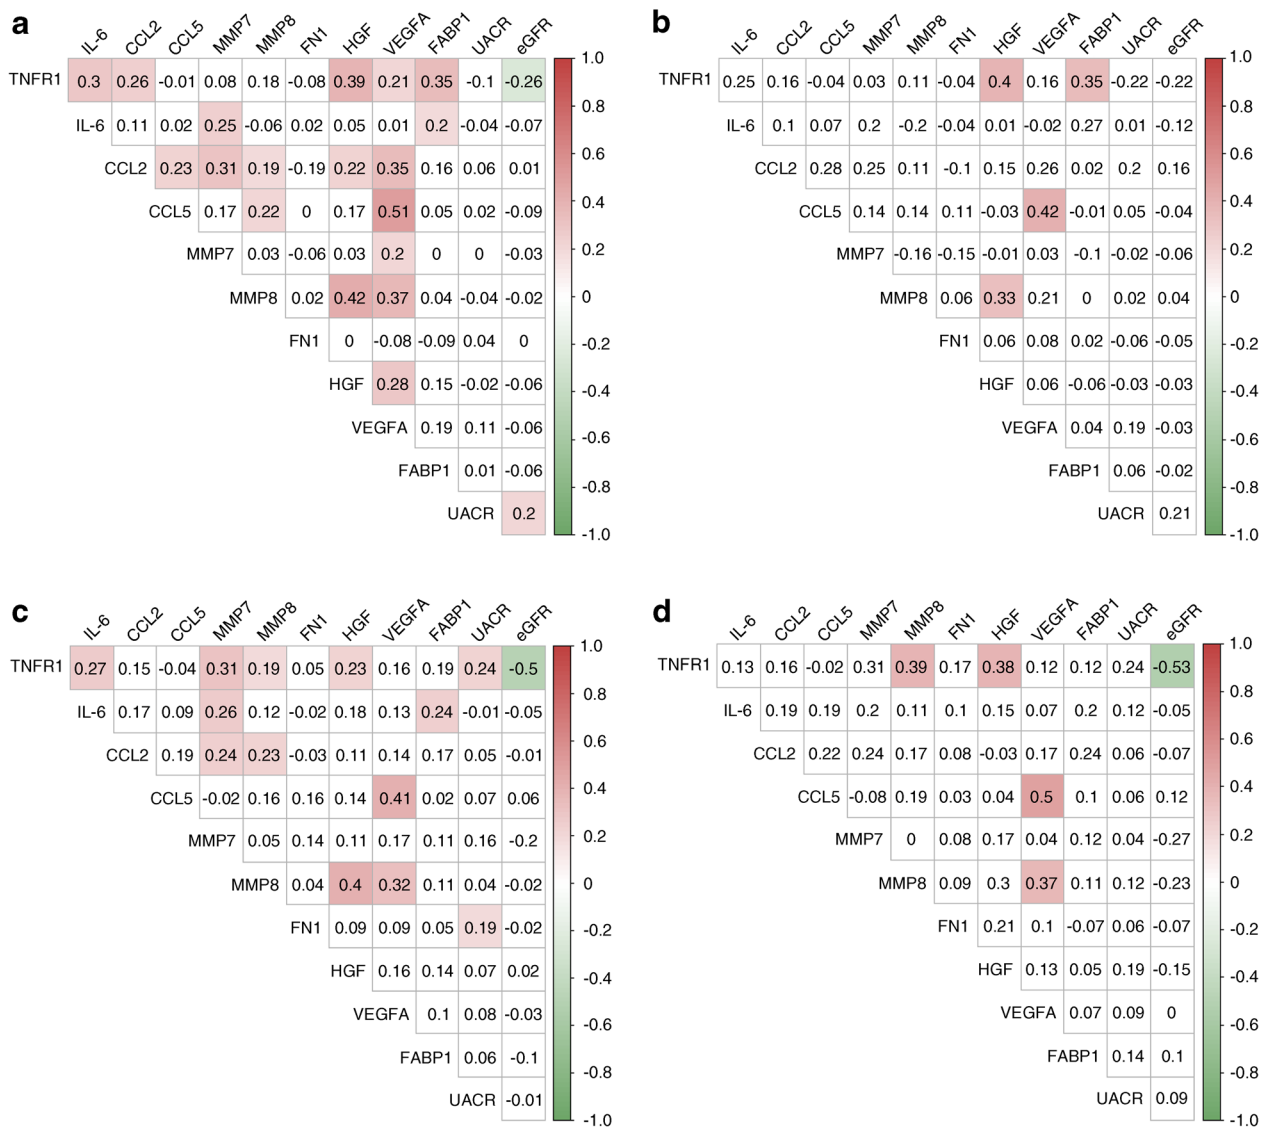 a
IL-6 CCL2 CCL5 MMP7 MMP8 FN1 HGF VEGFA FABP1 UACR eGFR
TNFR1 0.3 0.26 -0.01 0.08 0.18 -0.08 0.39 0.21 0.35 -0.1 -0.26
IL-6 0.11 0.02 0.25 -0.06 0.02 0.05 0.01 0.2 -0.04 -0.07
CCL2 0.23 0.31 0.19 -0.19 0.22 0.35 0.16 0.06 0.01
CCL5 0.17 0.22 0 0.17 0.51 0.05 0.02 -0.09
MMP7 0.03 -0.06 0.03 0.2 0 0 -0.03
MMP8 0.02 0.42 0.37 0.04 -0.04 -0.02
FN1 0 -0.08 -0.09 0.04 0
HGF 0.28 0.15 -0.02 -0.06
VEGFA 0.19 0.11 -0.06
FABP1 0.01 -0.06
UACR 0.2
1.0
0.8
0.6
0.4
0.2
0
-0.2
-0.4
-0.6
-0.8
-1.0
b
IL-6 CCL2 CCL5 MMP7 MMP8 FN1 HGF VEGFA FABP1 UACR eGFR
TNFR1 0.25 0.16 -0.04 0.03 0.11 -0.04 0.4 0.16 0.35 -0.22 -0.22
IL-6 0.1 0.07 0.2 -0.2 -0.04 0.01 -0.02 0.27 0.01 -0.12
CCL2 0.28 0.25 0.11 -0.1 0.15 0.26 0.02 0.2 0.16
CCL5 0.14 0.14 0.11 -0.03 0.42 -0.01 0.05 -0.04
MMP7 -0.16 -0.15 -0.01 0.03 -0.1 -0.02 -0.06
MMP8 0.06 0.33 0.21 0 0.02 0.04
FN1 0.06 0.08 0.02 -0.06 -0.05
HGF 0.06 -0.06 -0.03 -0.03
VEGFA 0.04 0.19 -0.03
FABP1 0.06 -0.02
UACR 0.21
1.0
0.8
0.6
0.4
0.2
0
-0.2
-0.4
-0.6
-0.8
-1.0
c
IL-6 CCL2 CCL5 MMP7 MMP8 FN1 HGF VEGFA FABP1 UACR eGFR
TNFR1 0.27 0.15 -0.04 0.31 0.19 0.05 0.23 0.16 0.19 0.24 -0.5
IL-6 0.17 0.09 0.26 0.12 -0.02 0.18 0.13 0.24 -0.01 -0.05
CCL2 0.19 0.24 0.23 -0.03 0.11 0.14 0.17 0.05 -0.01
CCL5 -0.02 0.16 0.16 0.14 0.41 0.02 0.07 0.06
MMP7 0.05 0.14 0.11 0.17 0.11 0.16 -0.2
MMP8 0.04 0.4 0.32 0.11 0.04 -0.02
FN1 0.09 0.09 0.05 0.19 -0.02
HGF 0.16 0.14 0.07 0.02
VEGFA 0.1 0.08 -0.03
FABP1 0.06 -0.1
UACR -0.01
1.0
0.8
0.6
0.4
0.2
0
-0.2
-0.4
-0.6
-0.8
-1.0
d
IL-6 CCL2 CCL5 MMP7 MMP8 FN1 HGF VEGFA FABP1 UACR eGFR
TNFR1 0.13 0.16 -0.02 0.31 0.39 0.17 0.38 0.12 0.12 0.24 -0.53
IL-6 0.19 0.19 0.2 0.11 0.1 0.15 0.07 0.2 0.12 -0.05
CCL2 0.22 0.24 0.17 0.08 -0.03 0.17 0.24 0.06 -0.07
CCL5 -0.08 0.19 0.03 0.04 0.5 0.1 0.06 0.12
MMP7 0 0.08 0.17 0.04 0.12 0.04 -0.27
MMP8 0.09 0.3 0.37 0.11 0.12 -0.23
FN1 0.21 0.1 -0.07 0.06 -0.07
HGF 0.13 0.05 0.19 -0.15
VEGFA 0.07 0.09 0
FABP1 0.14 0.1
UACR 0.09
1.0
0.8
0.6
0.4
0.2
0
-0.2
-0.4
-0.6
-0.8
-1.0